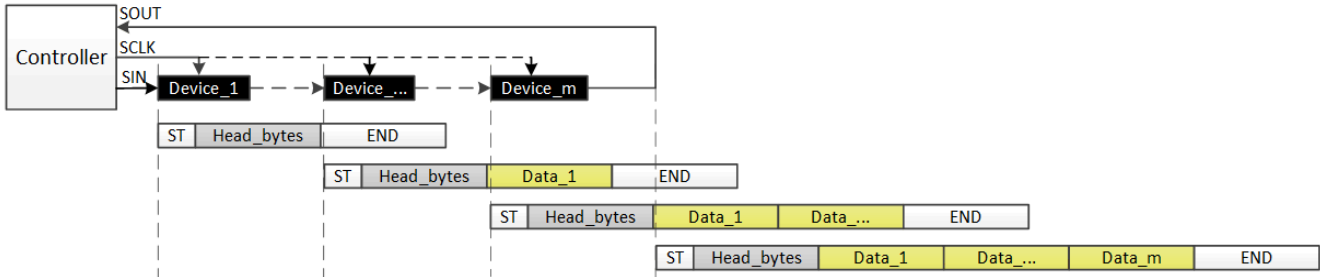 SOUT
Controller
SCLK
SIN
Device_1
Device_...
Device_m
ST Head_bytes END
ST Head_bytes Data_1 END
ST Head_bytes Data_1 Data_... END
ST Head_bytes Data_1 Data_... Data_m END